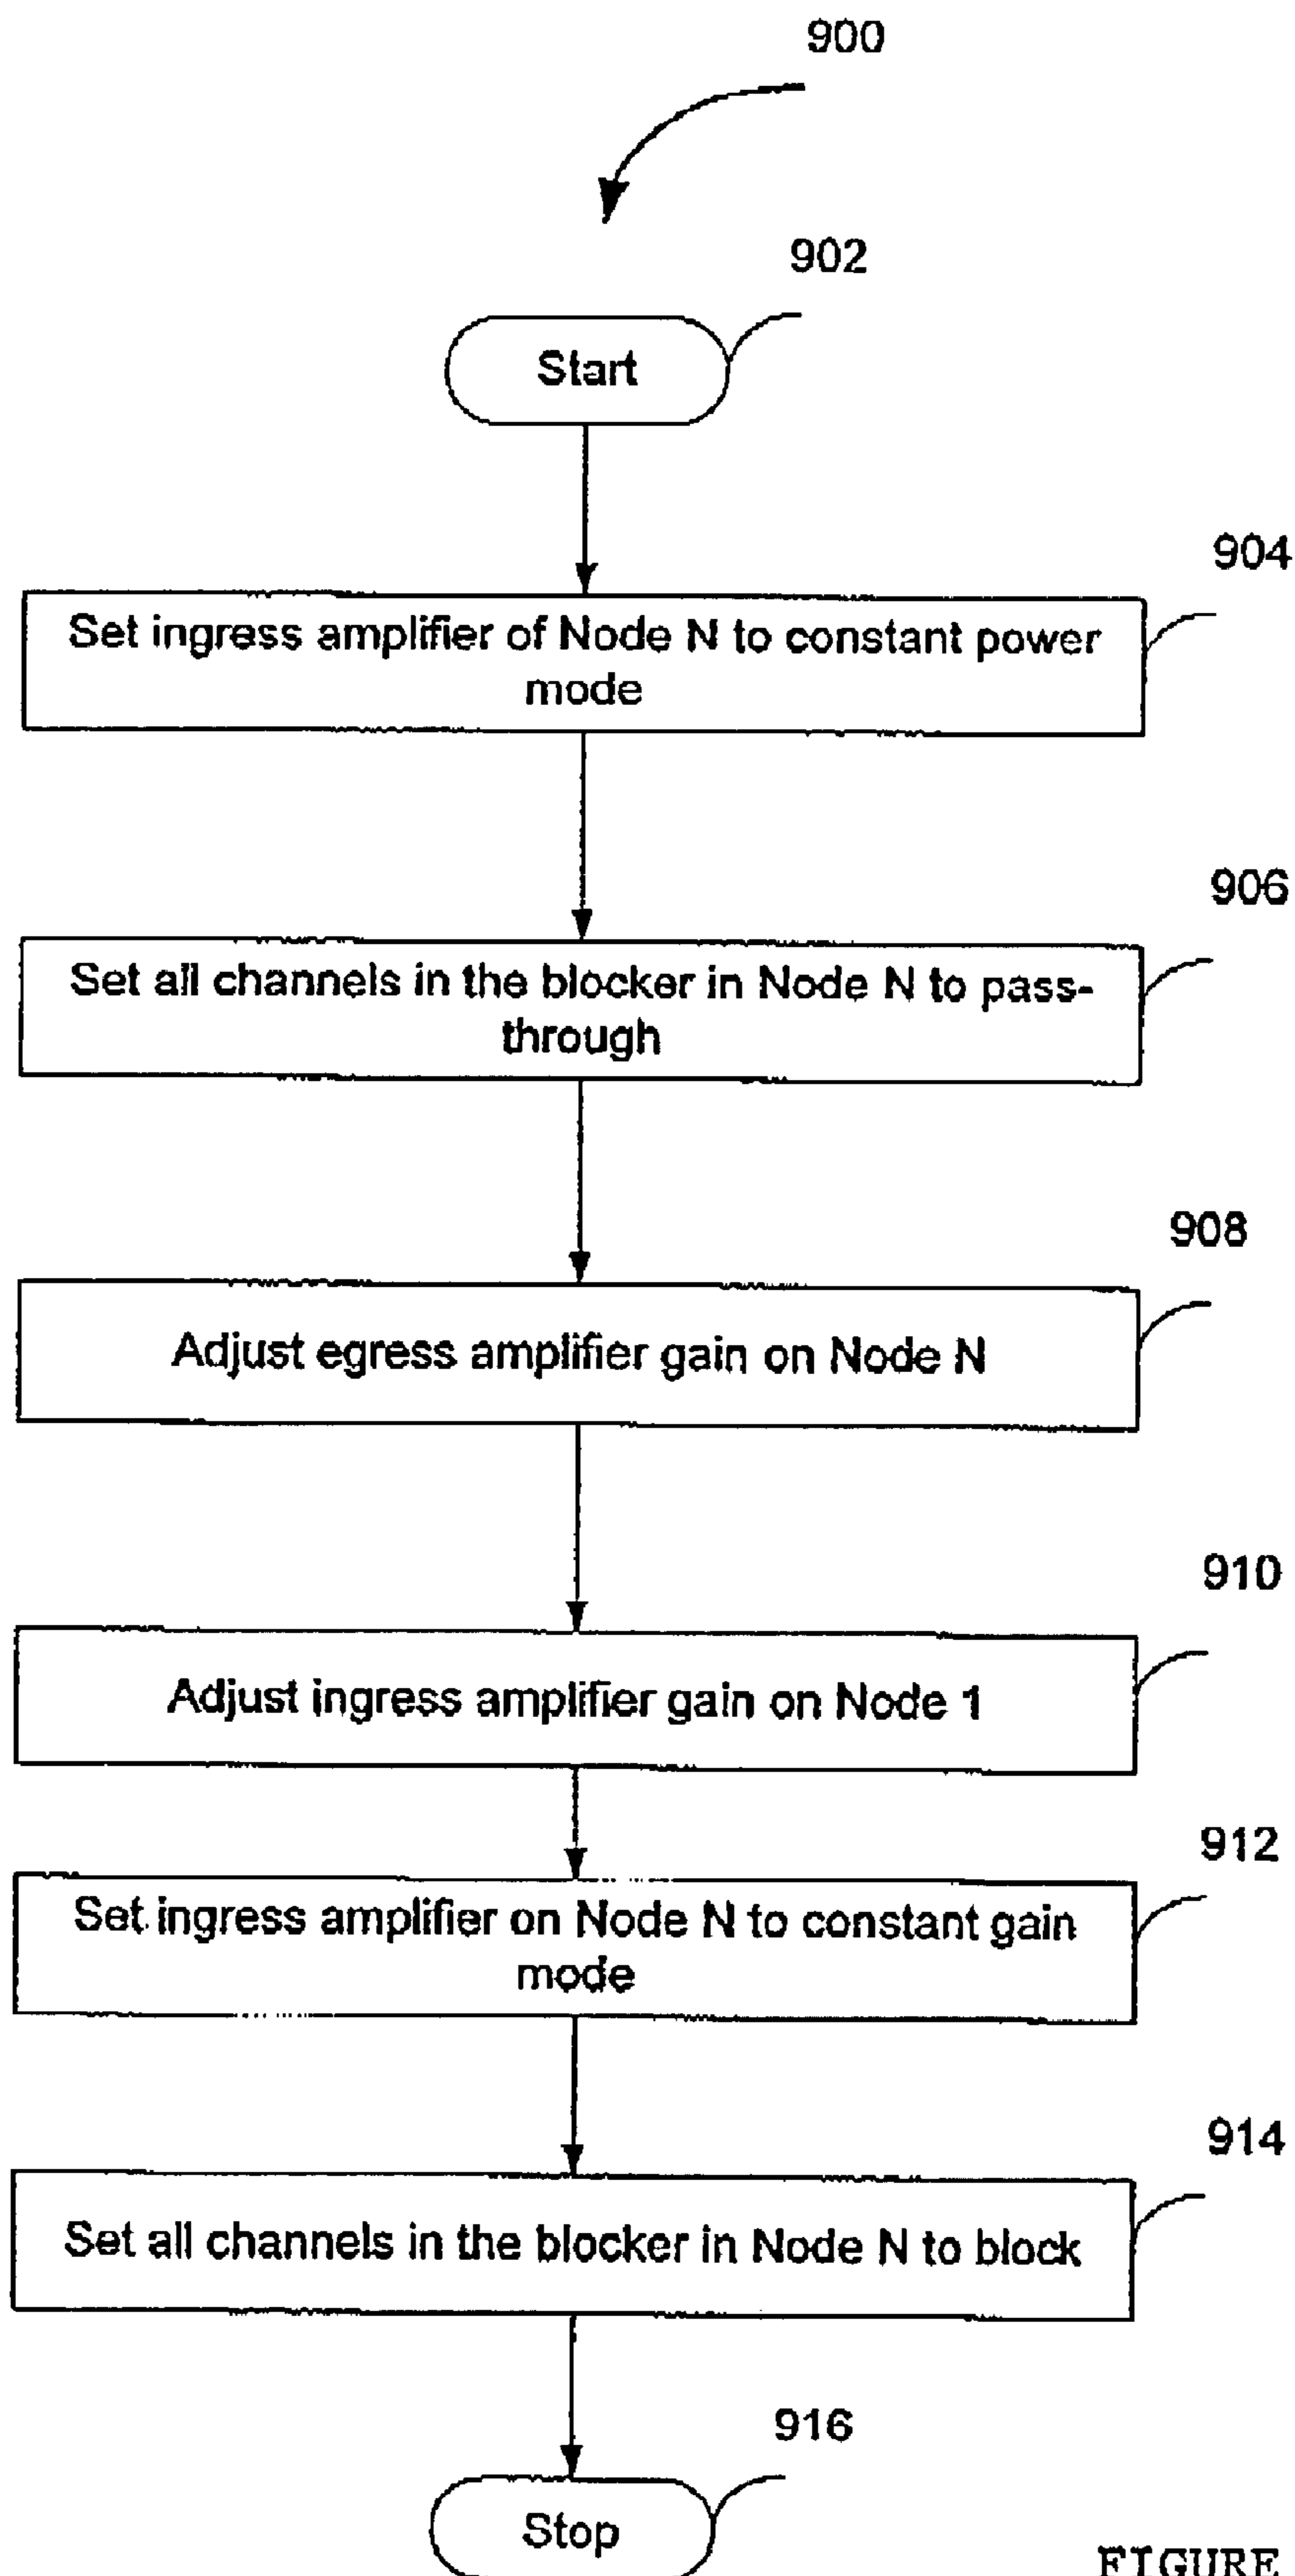 900
902
Start
904
Set ingress amplifier of Node N to constant power
mode
906
Set all channels in the blocker in Node N to pass-
through
908
Adjust egress amplifier gain on Node N
910
Adjust ingress amplifier gain on Node 1
912
Set ingress amplifier on Node N to constant gain
mode
914
Set all channels in the blocker in Node N to block
916
Stop
FIGURE